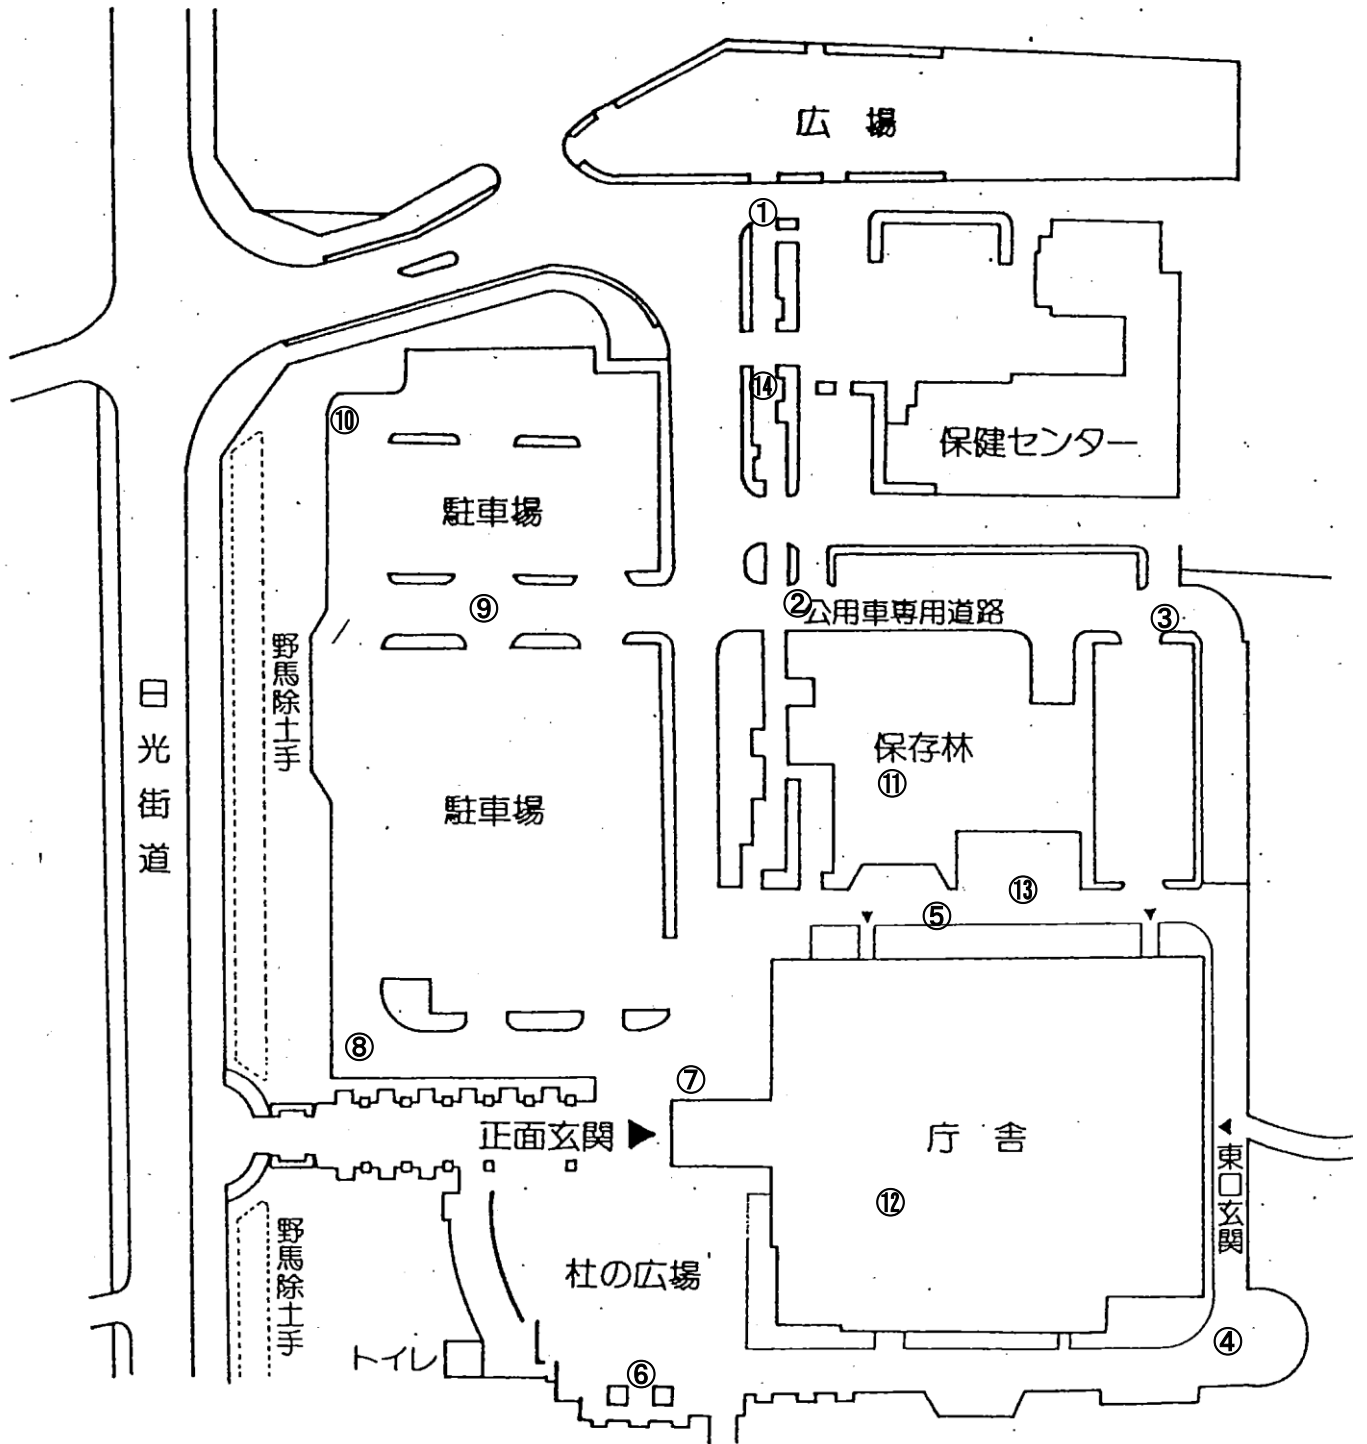 広 場
①
⑭
⑩
保健センター
駐車場
⑨
②
公用車専用道路
③
野馬除土手
日光街道
保存林
⑪
駐車場
⑬
⑤
⑧
⑦
正面玄関
庁 舎
東口玄関
⑫
野馬除土手
杜の広場
トイレ
④
⑥